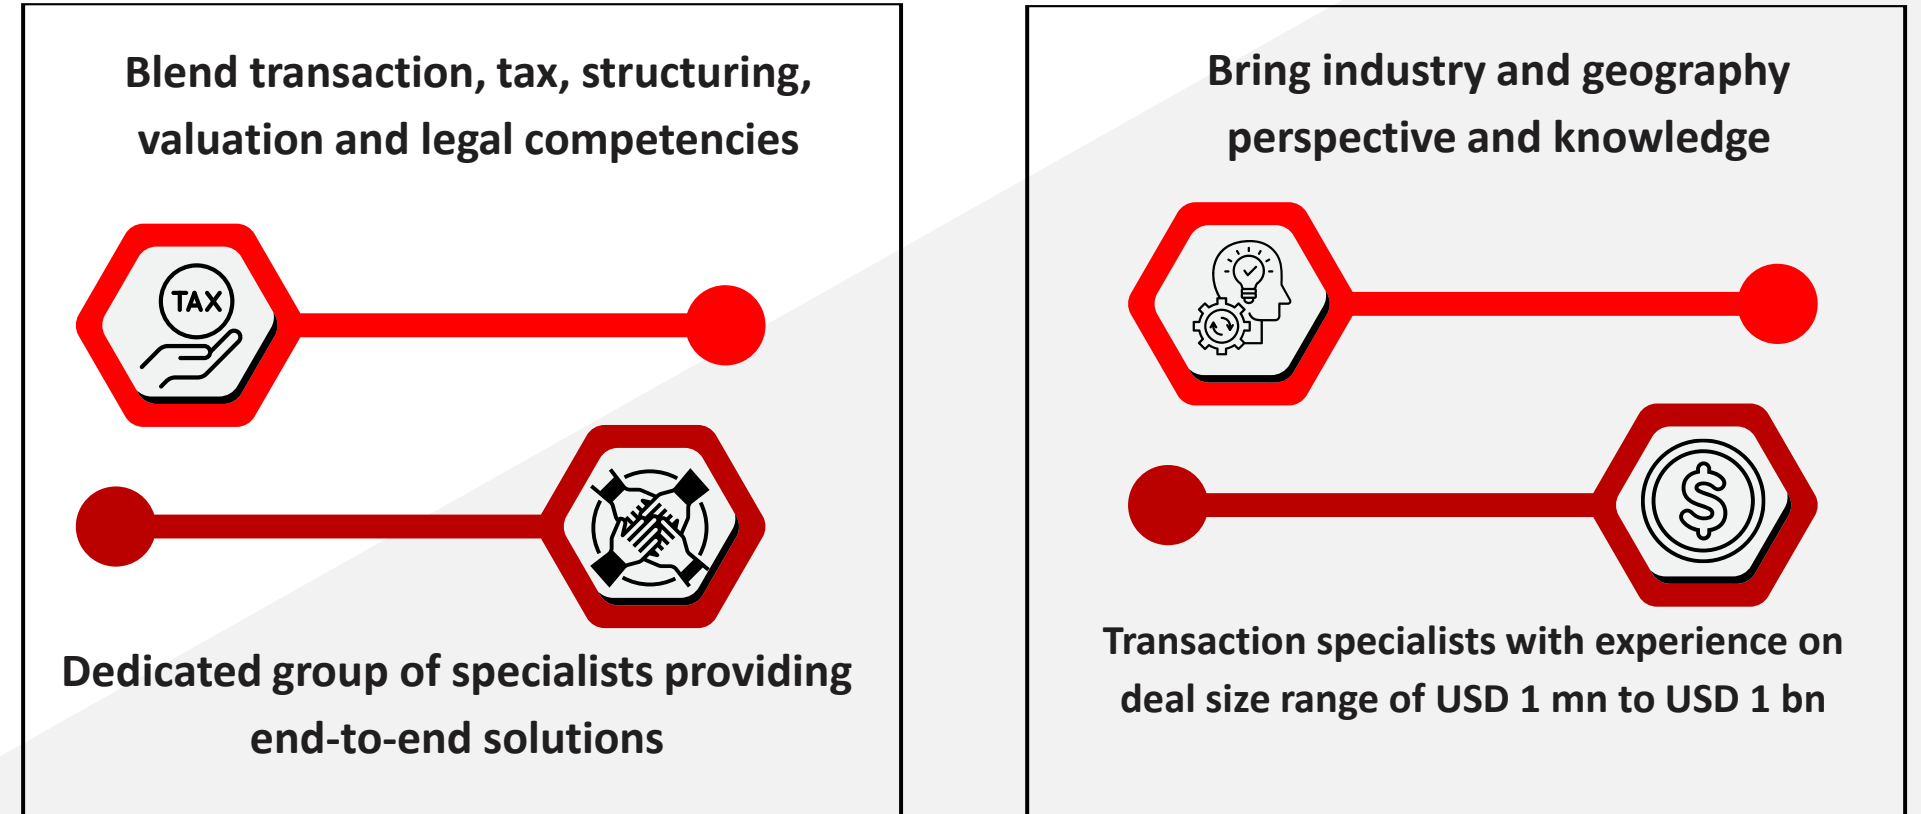 Blend transaction, tax, structuring,
valuation and legal competencies
TAX
Dedicated group of specialists providing
end-to-end solutions
Bring industry and geography
perspective and knowledge
$
Transaction specialists with experience on
deal size range of USD 1 mn to USD 1 bn